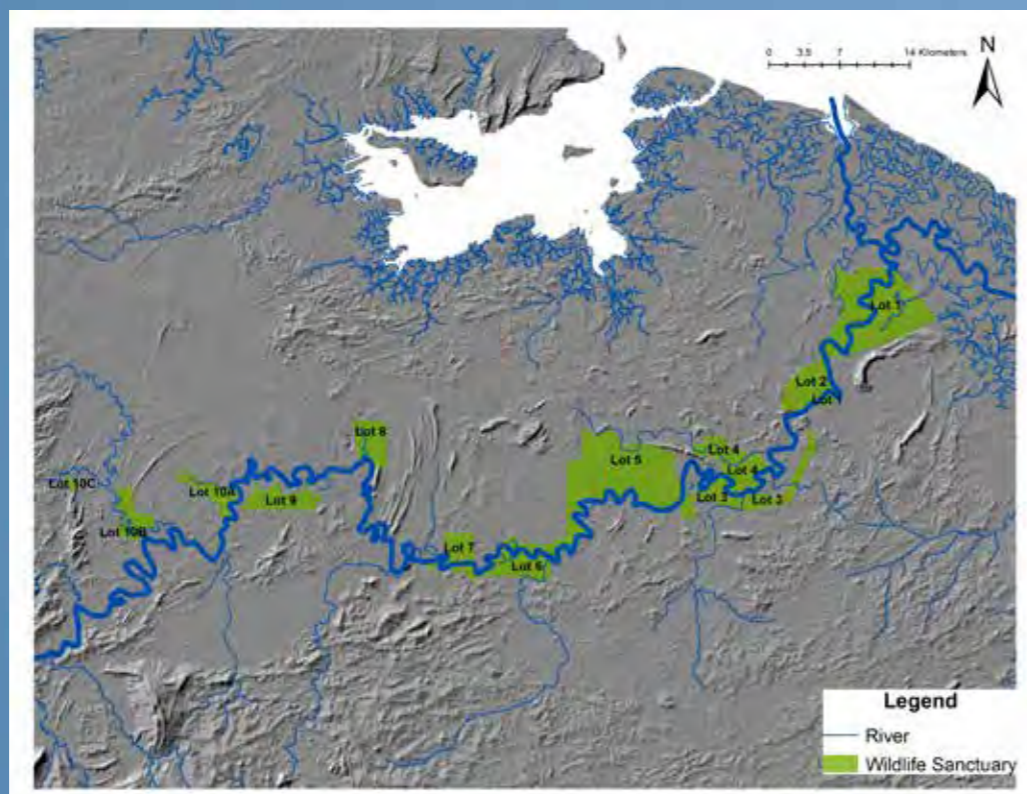 0 3.5 7 14 Kilometers
N
Lot 1
Lot 2
Lot
Lot 8
Lot 4
Lot 5
Lot 4
Lot 10C
Lot 10A
Lot 9
Lot 3
Lot 3
Lot 10B
Lot 7
Lot 6
Legend
River
Wildlife Sanctuary